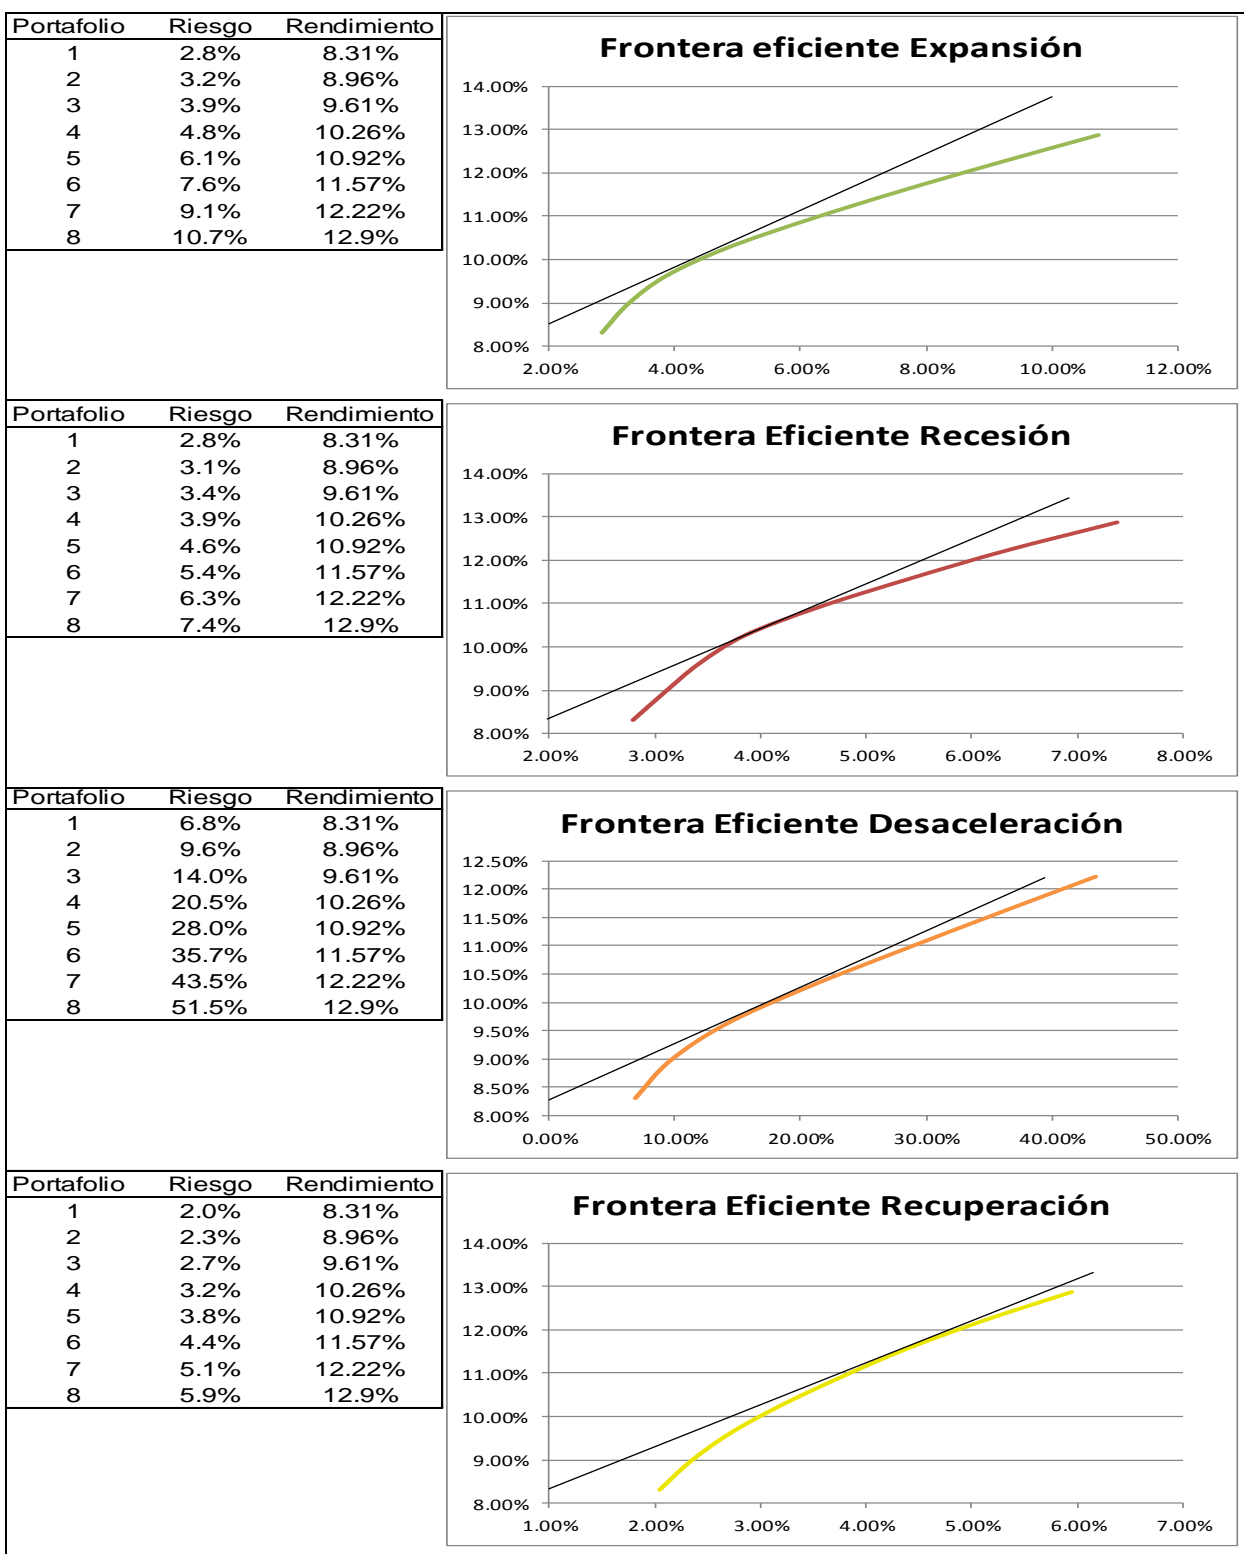 Portafolio Riesgo Rendimiento
1 2.8% 8.31%
2 3.2% 8.96%
3 3.9% 9.61%
4 4.8% 10.26%
5 6.1% 10.92%
6 7.6% 11.57%
7 9.1% 12.22%
8 10.7% 12.9%
Frontera eficiente Expansión
14.00%
13.00%
12.00%
11.00%
10.00%
9.00%
8.00%
2.00% 4.00% 6.00% 8.00% 10.00% 12.00%
Portafolio Riesgo Rendimiento
1 2.8% 8.31%
2 3.1% 8.96%
3 3.4% 9.61%
4 3.9% 10.26%
5 4.6% 10.92%
6 5.4% 11.57%
7 6.3% 12.22%
8 7.4% 12.9%
Frontera Eficiente Recesión
14.00%
13.00%
12.00%
11.00%
10.00%
9.00%
8.00%
2.00% 3.00% 4.00% 5.00% 6.00% 7.00% 8.00%
Portafolio Riesgo Rendimiento
1 6.8% 8.31%
2 9.6% 8.96%
3 14.0% 9.61%
4 20.5% 10.26%
5 28.0% 10.92%
6 35.7% 11.57%
7 43.5% 12.22%
8 51.5% 12.9%
Frontera Eficiente Desaceleración
12.50%
12.00%
11.50%
11.00%
10.50%
10.00%
9.50%
9.00%
8.50%
8.00%
0.00% 10.00% 20.00% 30.00% 40.00% 50.00%
Portafolio Riesgo Rendimiento
1 2.0% 8.31%
2 2.3% 8.96%
3 2.7% 9.61%
4 3.2% 10.26%
5 3.8% 10.92%
6 4.4% 11.57%
7 5.1% 12.22%
8 5.9% 12.9%
Frontera Eficiente Recuperación
14.00%
13.00%
12.00%
11.00%
10.00%
9.00%
8.00%
1.00% 2.00% 3.00% 4.00% 5.00% 6.00% 7.00%